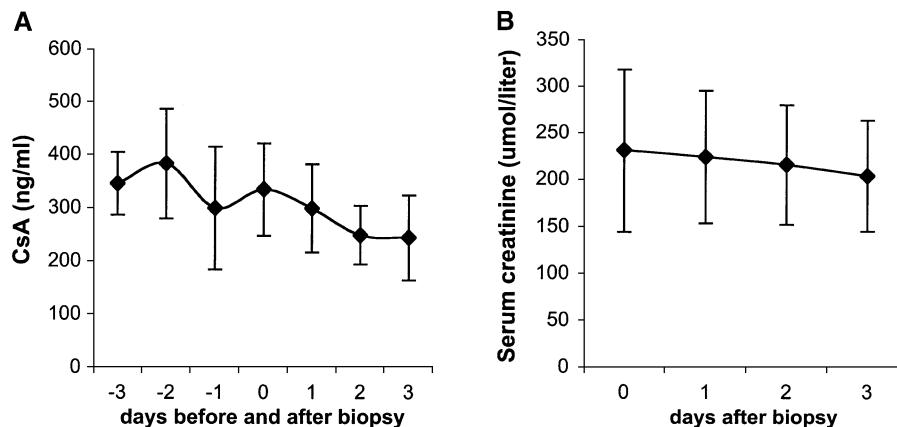 A
CsA (ng/ml)
600
500
400
300
200
100
0
-3 -2 -1 0 1 2 3
days before and after biopsy
B
Serum creatinine (umol/liter)
350
300
250
200
150
100
50
0
0 1 2 3
days after biopsy